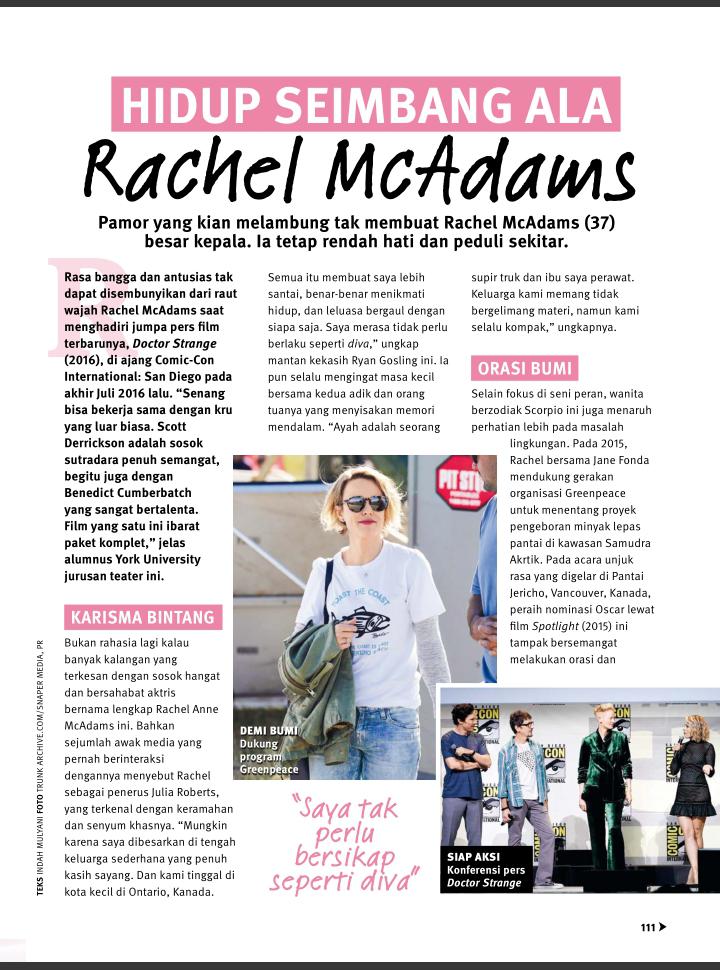 HIDUP SEIMBANG ALA
Rachel McAdams
Pamor yang kian melambung tak membuat Rachel McAdams (37)
besar kepala. Ia tetap rendah hati dan peduli sekitar.
Rasa bangga dan antusias tak
dapat disembunyikan dari raut
wajah Rachel McAdams saat
menghadiri jumpa pers film
terbarunya, Doctor Strange
(2016), di ajang Comic-Con
International: San Diego pada
akhir Juli 2016 lalu. “Senang
bisa bekerja sama dengan kru
yang luar biasa. Scott
Derrickson adalah sosok
sutradara penuh semangat,
begitu juga dengan
Benedict Cumberbatch
yang sangat bertalenta.
Film yang satu ini ibarat
paket komplet,” jelas
alumnus York University
jurusan teater ini.
KARISMA BINTANG
Bukan rahasia lagi kalau
banyak kalangan yang
terkesan dengan sosok hangat
dan bersahabat aktris
bernama lengkap Rachel Anne
McAdams ini. Bahkan
sejumlah awak media yang
pernah berinteraksi
dengannya menyebut Rachel
sebagai penerus Julia Roberts,
yang terkenal dengan keramahan
dan senyum khasnya. “Mungkin
karena saya dibesarkan di tengah
keluarga sederhana yang penuh
kasih sayang. Dan kami tinggal di
kota kecil di Ontario, Kanada.
Semua itu membuat saya lebih
santai, benar-benar menikmati
hidup, dan leluasa bergaul dengan
siapa saja. Saya merasa tidak perlu
berlaku seperti diva,” ungkap
mantan kekasih Ryan Gosling ini. Ia
pun selalu mengingat masa kecil
bersama kedua adik dan orang
tuanya yang menyisakan memori
mendalam. “Ayah adalah seorang
supir truk dan ibu saya perawat.
Keluarga kami memang tidak
bergelimang materi, namun kami
selalu kompak,” ungkapnya.
ORASI BUMI
Selain fokus di seni peran, wanita
berzodiak Scorpio ini juga menaruh
perhatian lebih pada masalah
lingkungan. Pada 2015,
Rachel bersama Jane Fonda
mendukung gerakan
organisasi Greenpeace
untuk menentang proyek
pengeboran minyak lepas
pantai di kawasan Samudra
Akrtik. Pada acara unjuk
rasa yang digelar di Pantai
Jericho, Vancouver, Kanada,
peraih nominasi Oscar lewat
film Spotlight (2015) ini
tampak bersemangat
melakukan orasi dan
PIT ST
TOAST THE COAST
DEMI BUMI
Dukung
program
Greenpeace
“Saya tak
perlu
bersikap
seperti diva”
SIAP AKSI
Konferensi pers
Doctor Strange
TEKS INDAH MULYANI FOTO TRUNK ARCHIVE.COM/SNAPER MEDIA, PR
111